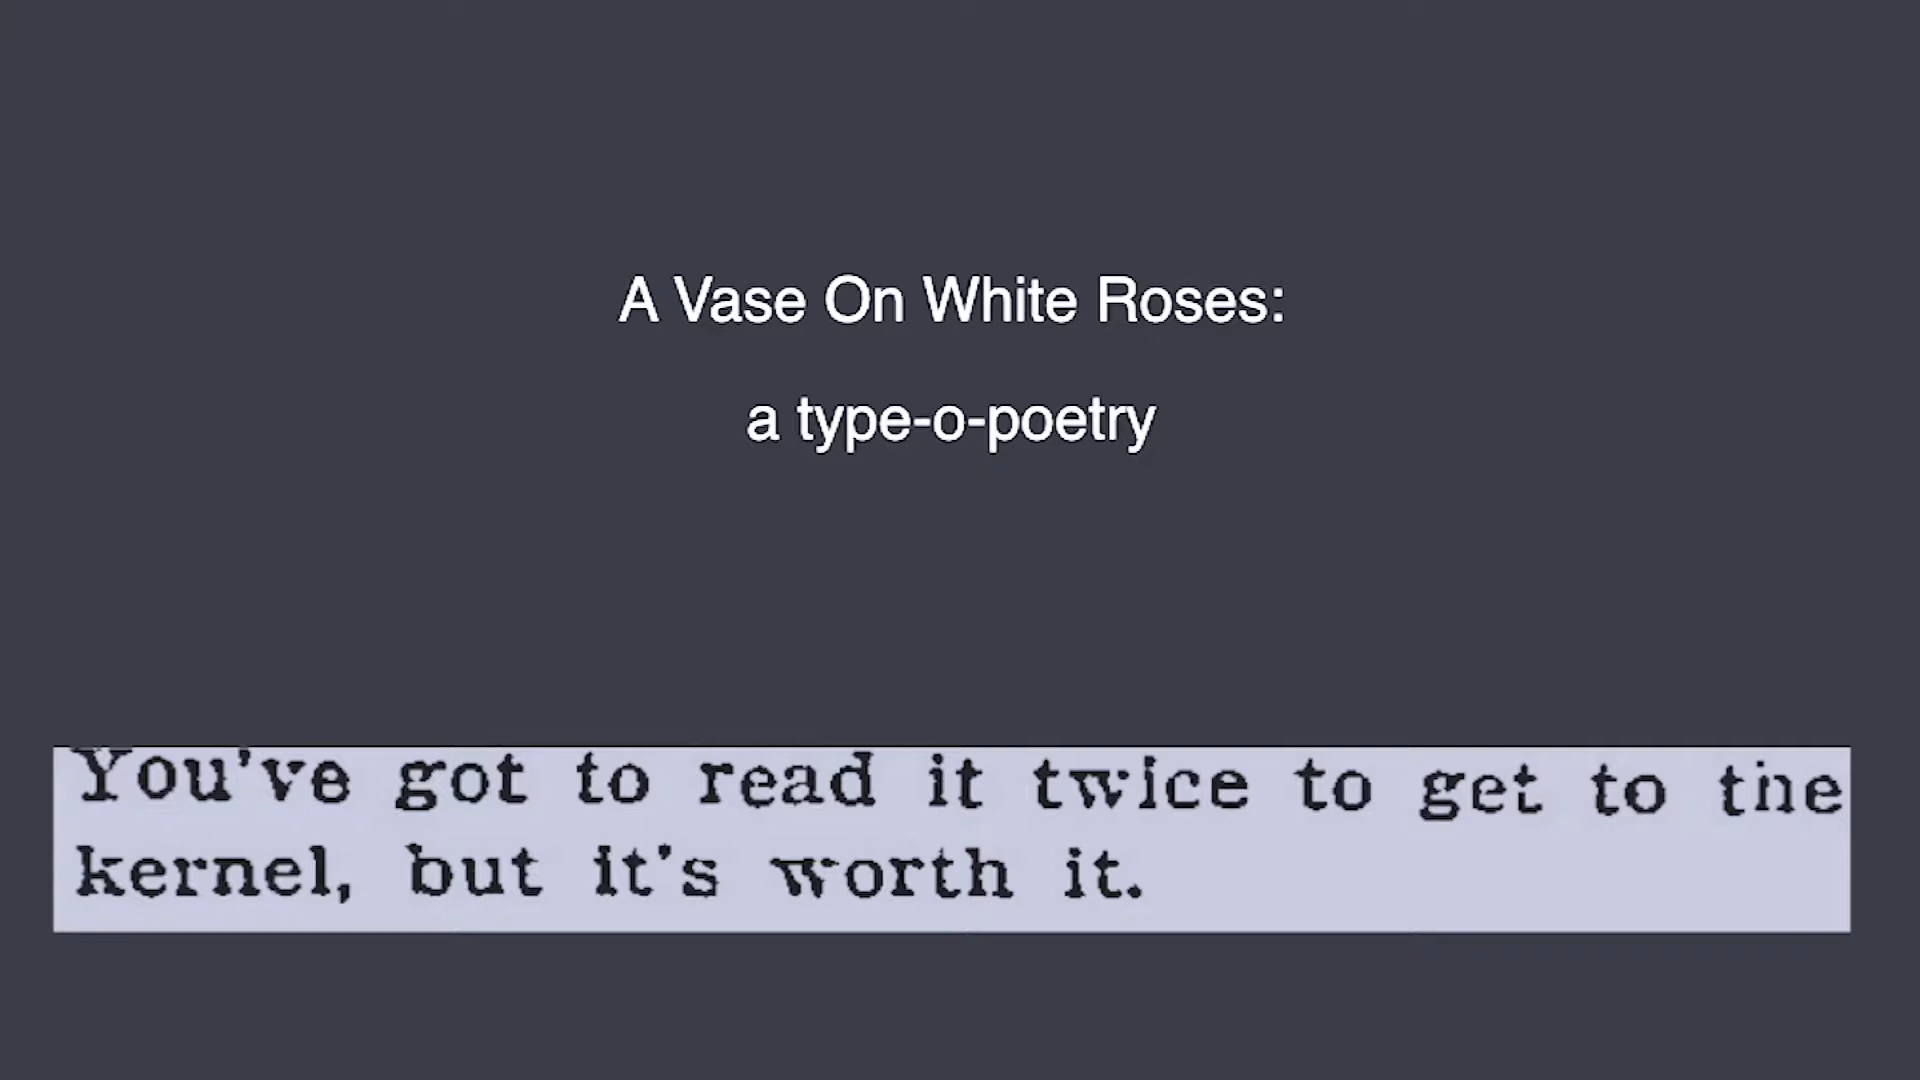 A Vase On White Roses:
a type-o-poetry
You've got to read it twice to get to the
kernel, but it's worth it.